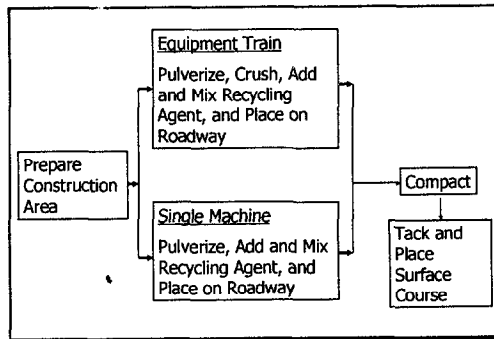 Equipment Train
Pulverize, Crush, Add
and Mix Recycling
Agent, and Place on
Roadway
Prepare
Construction
Area
Single Machine
Pulverize, Add and Mix
Recycling Agent, and
Place on Roadway
Compact
Tack and
Place
Surface
Course